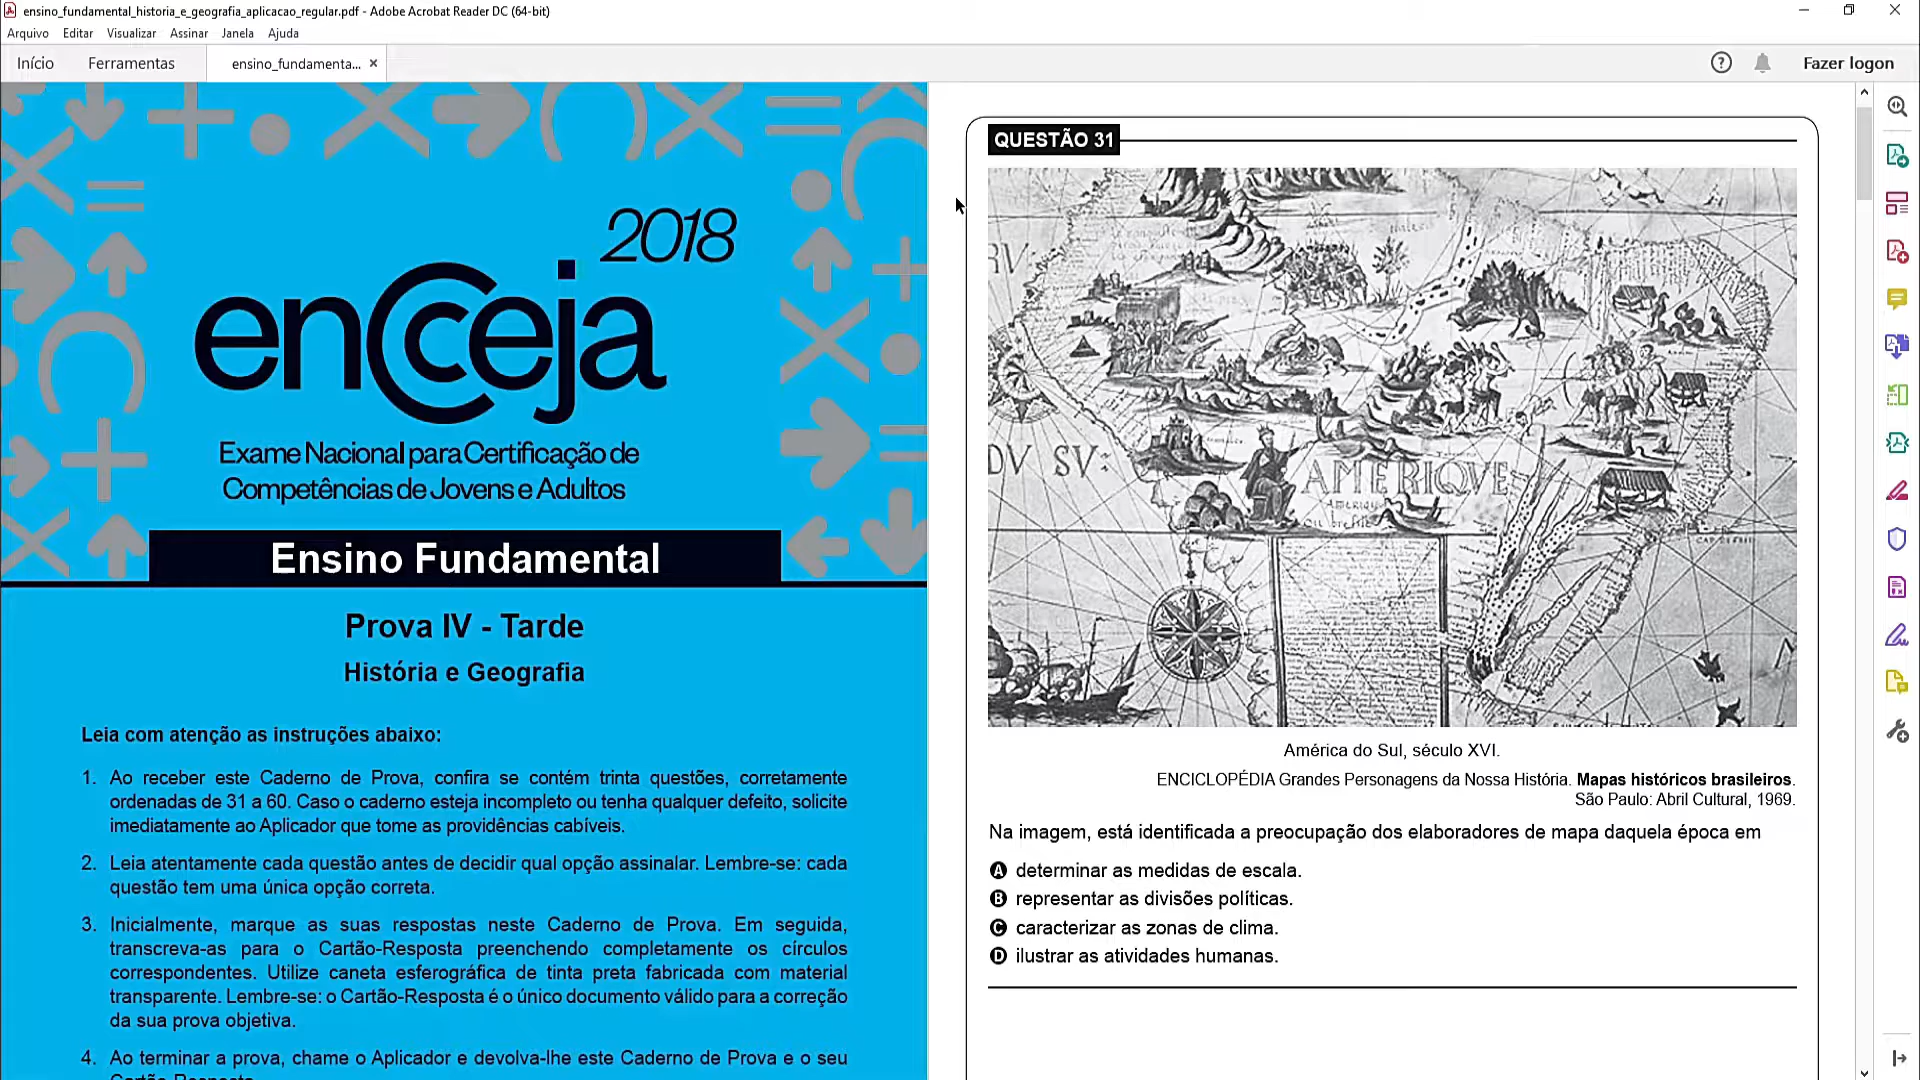 ensino_fundamental_historia_e_geografia_aplicacao_regular.pdf - Adobe Acrobat Reader DC (64-bit)
Arquivo Editar Visualizar Assinar Janela Ajuda
Início Ferramentas ensino_fundamenta... × Fazer logon
2018
encceja
Exame Nacional para Certificação de
Competências de Jovens e Adultos
Ensino Fundamental
Prova IV - Tarde
História e Geografia
Leia com atenção as instruções abaixo:
1. Ao receber este Caderno de Prova, confira se contém trinta questões, corretamente
ordenadas de 31 a 60. Caso o caderno esteja incompleto ou tenha qualquer defeito, solicite
imediatamente ao Aplicador que tome as providências cabíveis.
2. Leia atentamente cada questão antes de decidir qual opção assinalar. Lembre-se: cada
questão tem uma única opção correta.
3. Inicialmente, marque as suas respostas neste Caderno de Prova. Em seguida,
transcreva-as para o Cartão-Resposta preenchendo completamente os círculos
correspondentes. Utilize caneta esferográfica de tinta preta fabricada com material
transparente. Lembre-se: o Cartão-Resposta é o único documento válido para a correção
da sua prova objetiva.
4. Ao terminar a prova, chame o Aplicador e devolva-lhe este Caderno de Prova e o seu
Cartão-Resposta.
QUESTÃO 31
DV SV:
AMERIQVE
América do Sul, século XVI.
ENCICLOPÉDIA Grandes Personagens da Nossa História. Mapas históricos brasileiros.
São Paulo: Abril Cultural, 1969.
Na imagem, está identificada a preocupação dos elaboradores de mapa daquela época em
A determinar as medidas de escala.
B representar as divisões políticas.
C caracterizar as zonas de clima.
D ilustrar as atividades humanas.